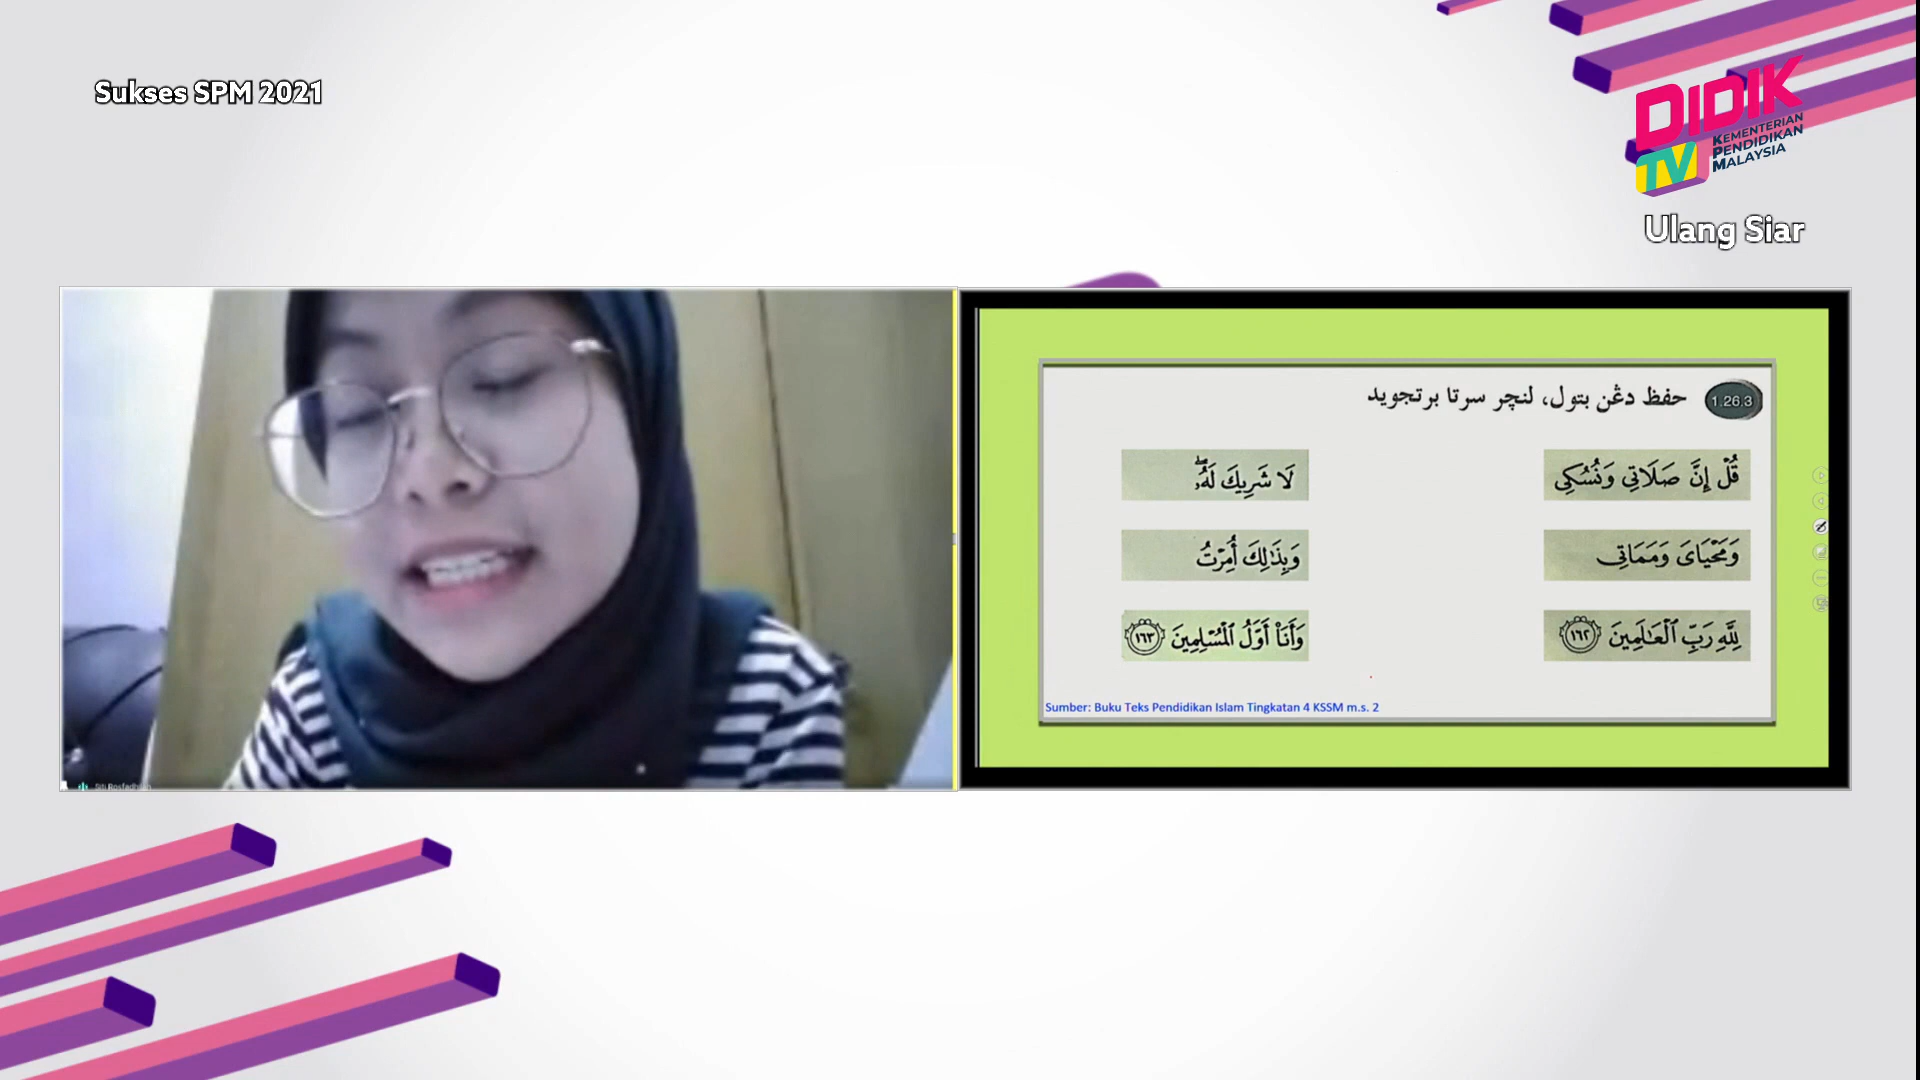 Sukses SPM 2021
DIDIK
TV
KEMENTERIAN
PENDIDIKAN
MALAYSIA
Ulang Siar
1.26.3 حفظ دڠن بتول، لنچر سرتا برتجويد
قُلْ إِنَّ صَلَاتِي وَنُسُكِي
وَمَحْيَايَ وَمَمَاتِي
لِلَّهِ رَبِّ ٱلْعَٰلَمِينَ ١٦٢
لَا شَرِيكَ لَهُۥۖ
وَبِذَٰلِكَ أُمِرْتُ
وَأَنَا۠ أَوَّلُ ٱلْمُسْلِمِينَ ١٦٣
Sumber: Buku Teks Pendidikan Islam Tingkatan 4 KSSM m.s. 2